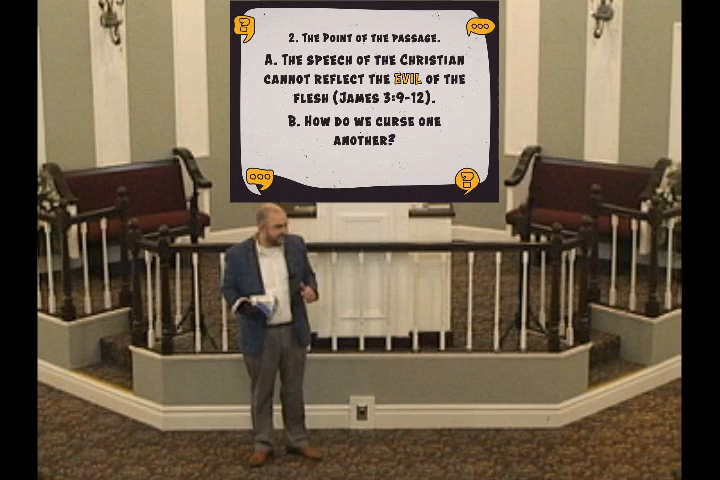 2. The Point of the passage.
A. The speech of the Christian
cannot reflect the evil of the
flesh (James 3:9-12).
B. How do we curse one
another?